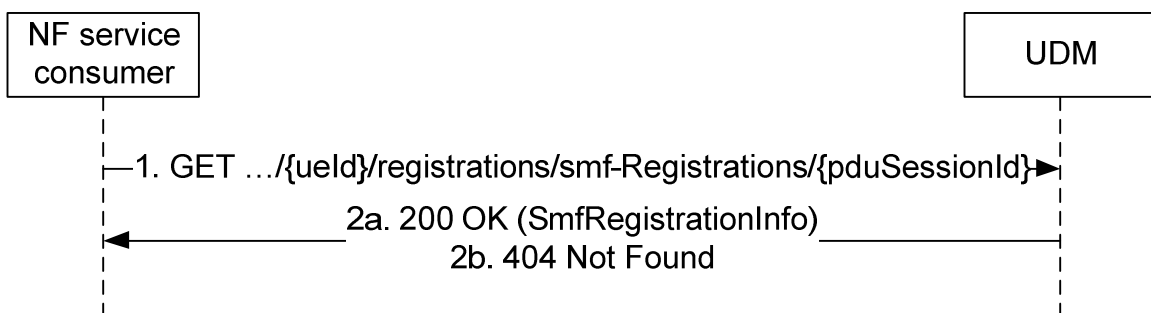 NF service
consumer
UDM
1. GET …/{ueId}/registrations/smf-Registrations/{pduSessionId}
2a. 200 OK (SmfRegistrationInfo)
2b. 404 Not Found